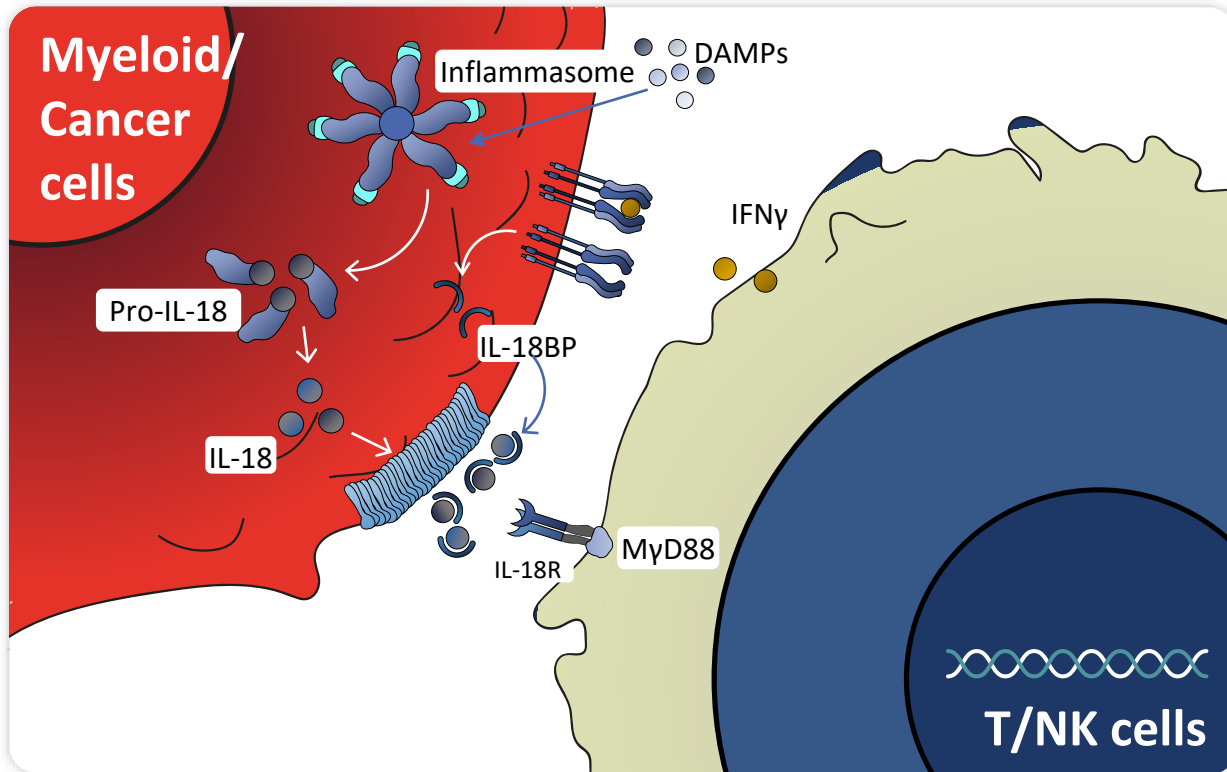 Myeloid/
Cancer
cells
Inflammasome
DAMPs
IFNγ
Pro-IL-18
IL-18BP
IL-18
IL-18R
MγD88
T/NK cells